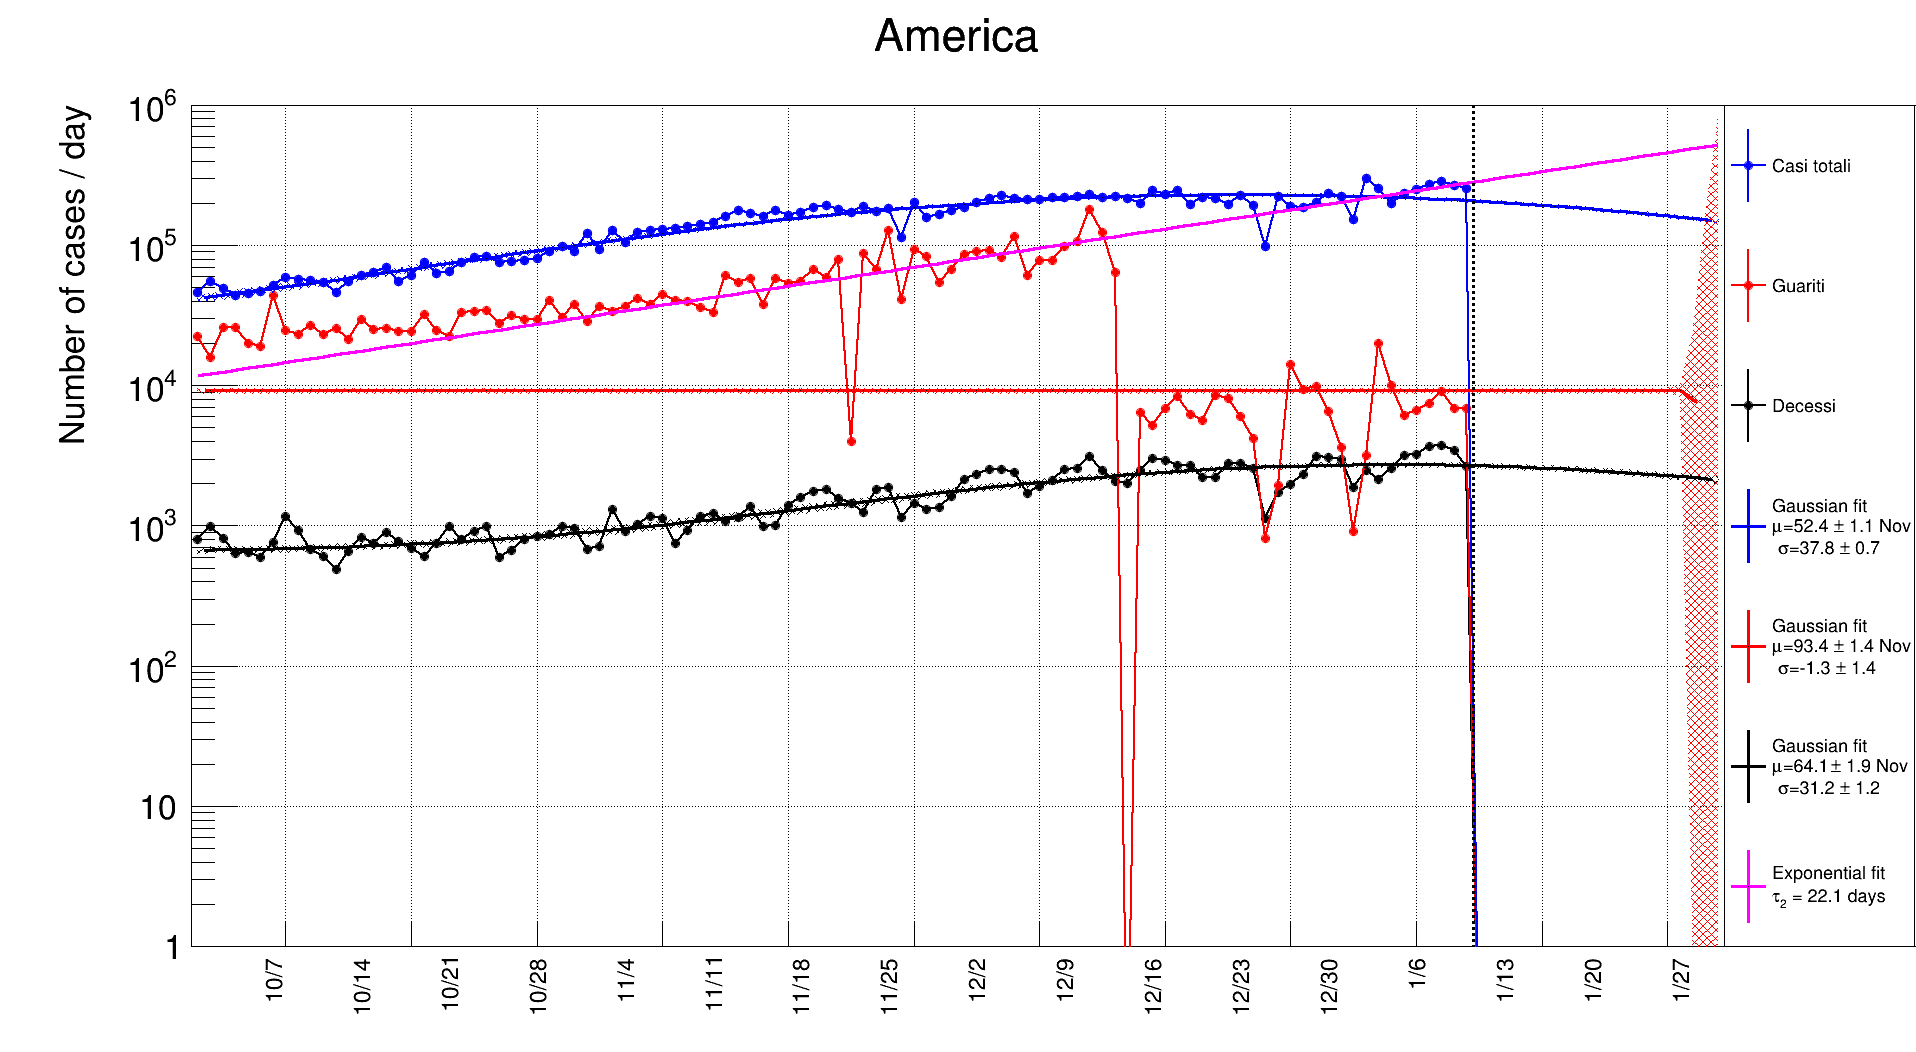 America
Number of cases / day
10^6
10^5
10^4
10^3
10^2
10
1
10/7
10/14
10/21
10/28
11/4
11/11
11/18
11/25
12/2
12/9
12/16
12/23
12/30
1/6
1/13
1/20
1/27
Casi totali
Guariti
Decessi
Gaussian fit
μ=52.4 ± 1.1 Nov
σ=37.8 ± 0.7
Gaussian fit
μ=93.4 ± 1.4 Nov
σ=-1.3 ± 1.4
Gaussian fit
μ=64.1 ± 1.9 Nov
σ=31.2 ± 1.2
Exponential fit
τ₂ = 22.1 days